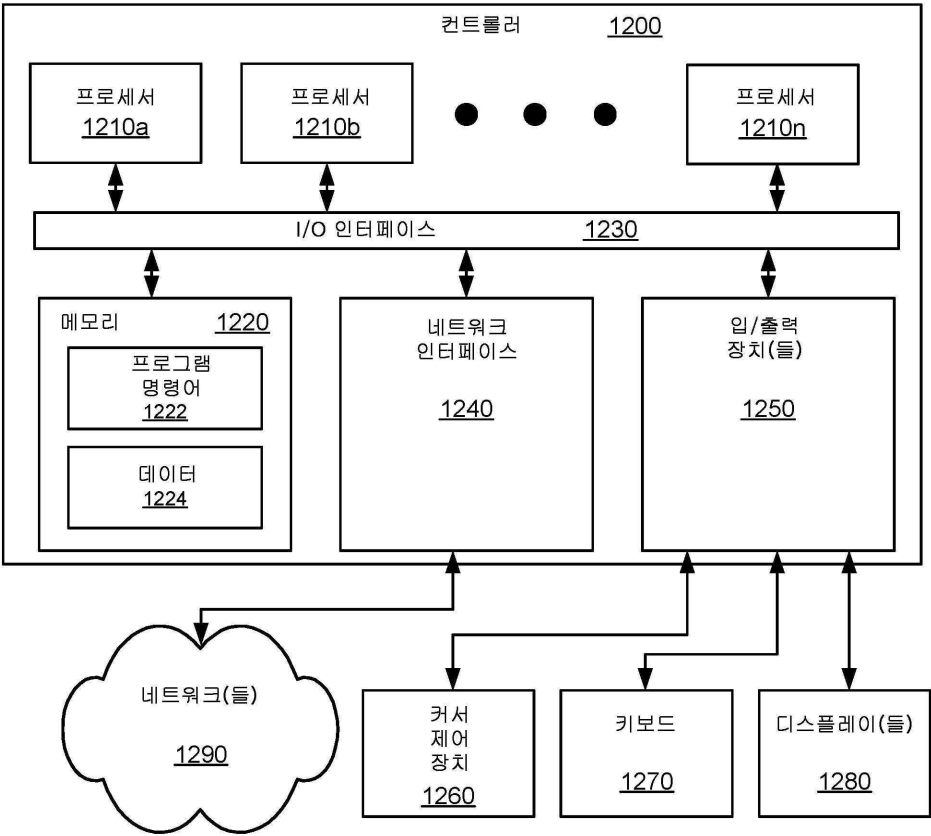 컨트롤러 1200
프로세서
1210a
프로세서
1210b
프로세서
1210n
I/O 인터페이스 1230
메모리 1220
프로그램
명령어
1222
데이터
1224
네트워크
인터페이스
1240
입/출력
장치(들)
1250
네트워크(들)
1290
커서
제어
장치
1260
키보드
1270
디스플레이(들)
1280